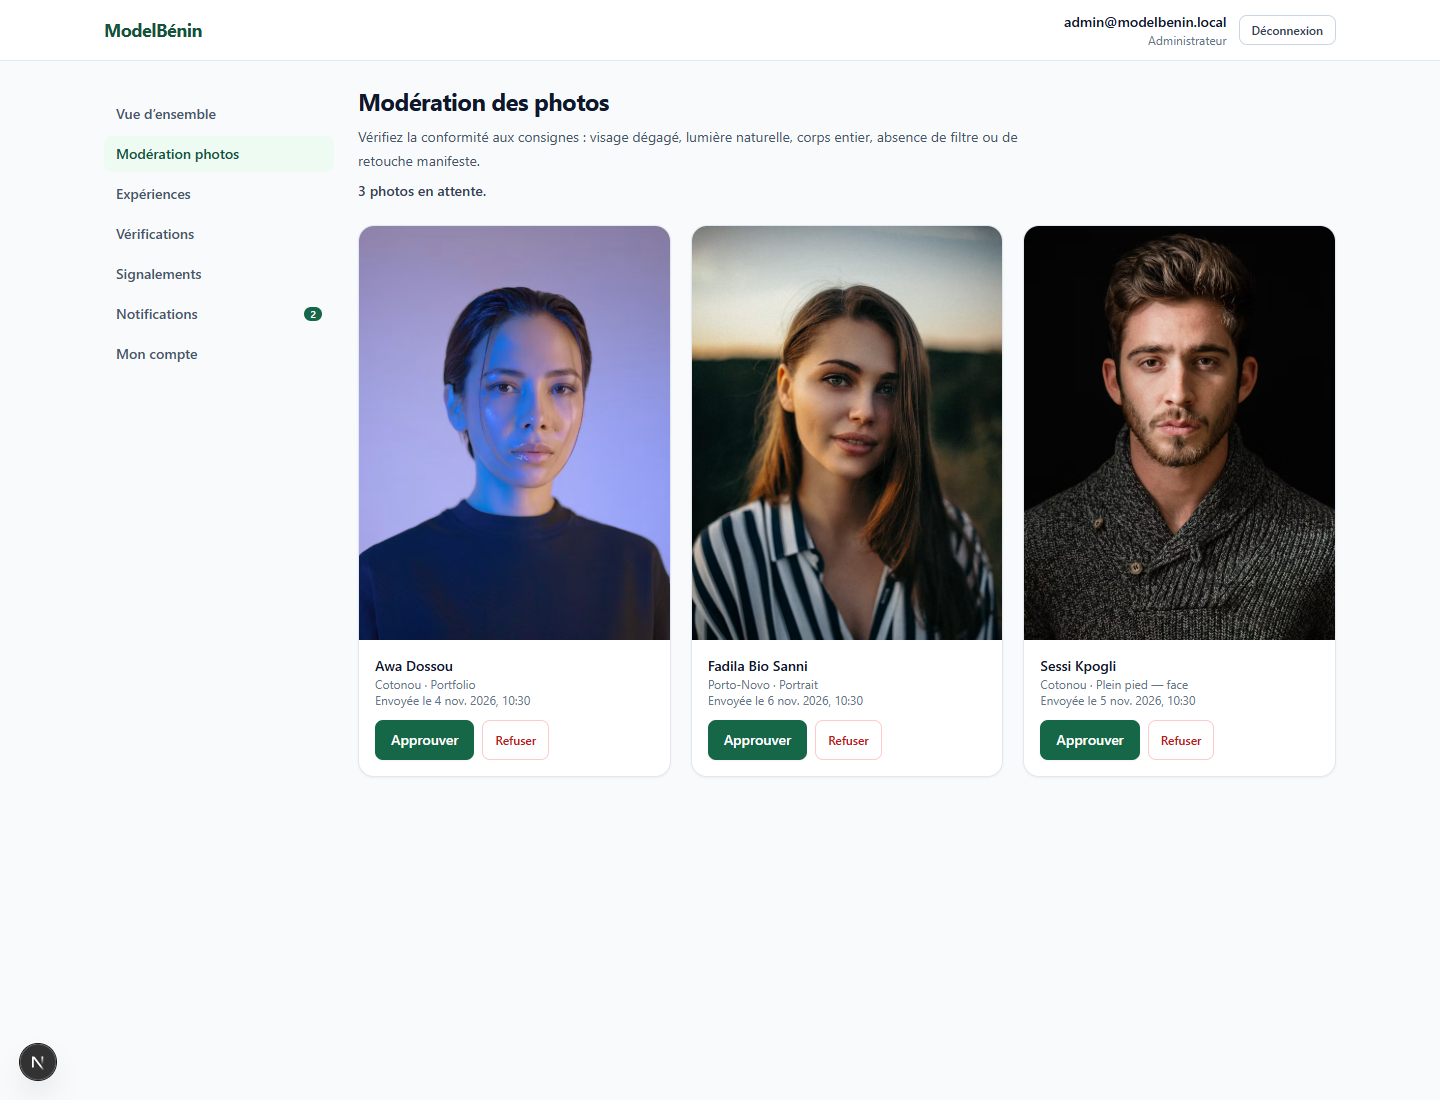 ModelBénin
admin@modelbenin.local
Administrateur
Déconnexion
Vue d’ensemble
Modération photos
Expériences
Vérifications
Signalements
Notifications
2
Mon compte
Modération des photos
Vérifiez la conformité aux consignes : visage dégagé, lumière naturelle, corps entier, absence de filtre ou de
retouche manifeste.
3 photos en attente.
Awa Dossou
Cotonou · Portfolio
Envoyée le 4 nov. 2026, 10:30
Approuver
Refuser
Fadila Bio Sanni
Porto-Novo · Portrait
Envoyée le 6 nov. 2026, 10:30
Approuver
Refuser
Sessi Kpogli
Cotonou · Plein pied — face
Envoyée le 5 nov. 2026, 10:30
Approuver
Refuser
N